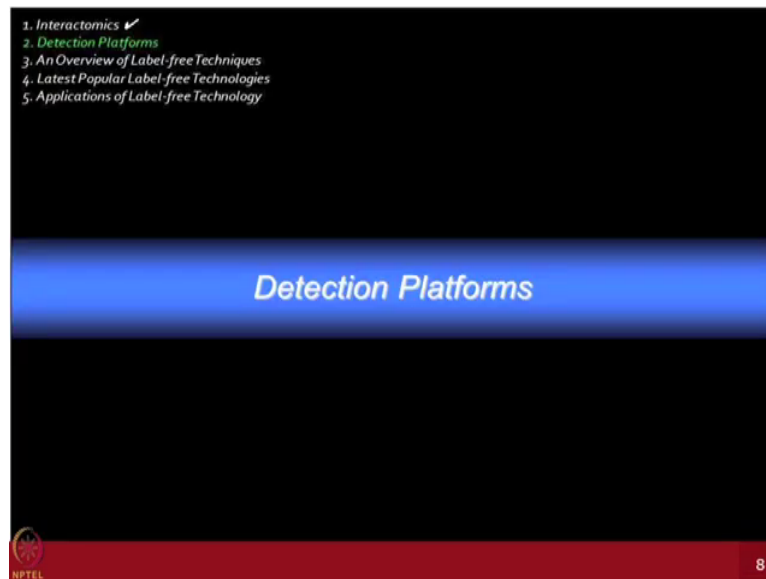 1. Interactomics ✔
2. Detection Platforms
3. An Overview of Label-free Techniques
4. Latest Popular Label-free Technologies
5. Applications of Label-free Technology
Detection Platforms
NPTEL
8